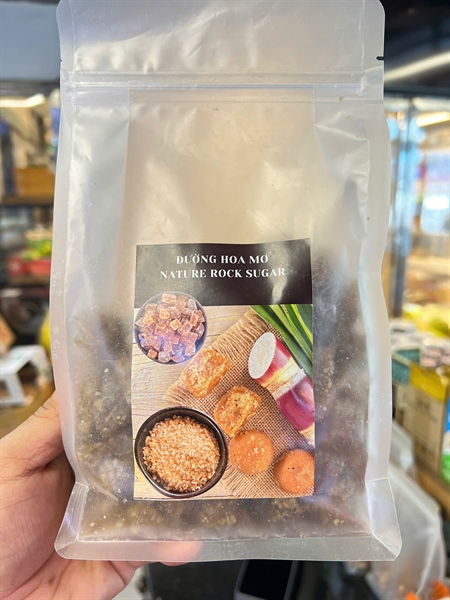 ĐƯỜNG HOA MƠ
NATURE ROCK SUGAR